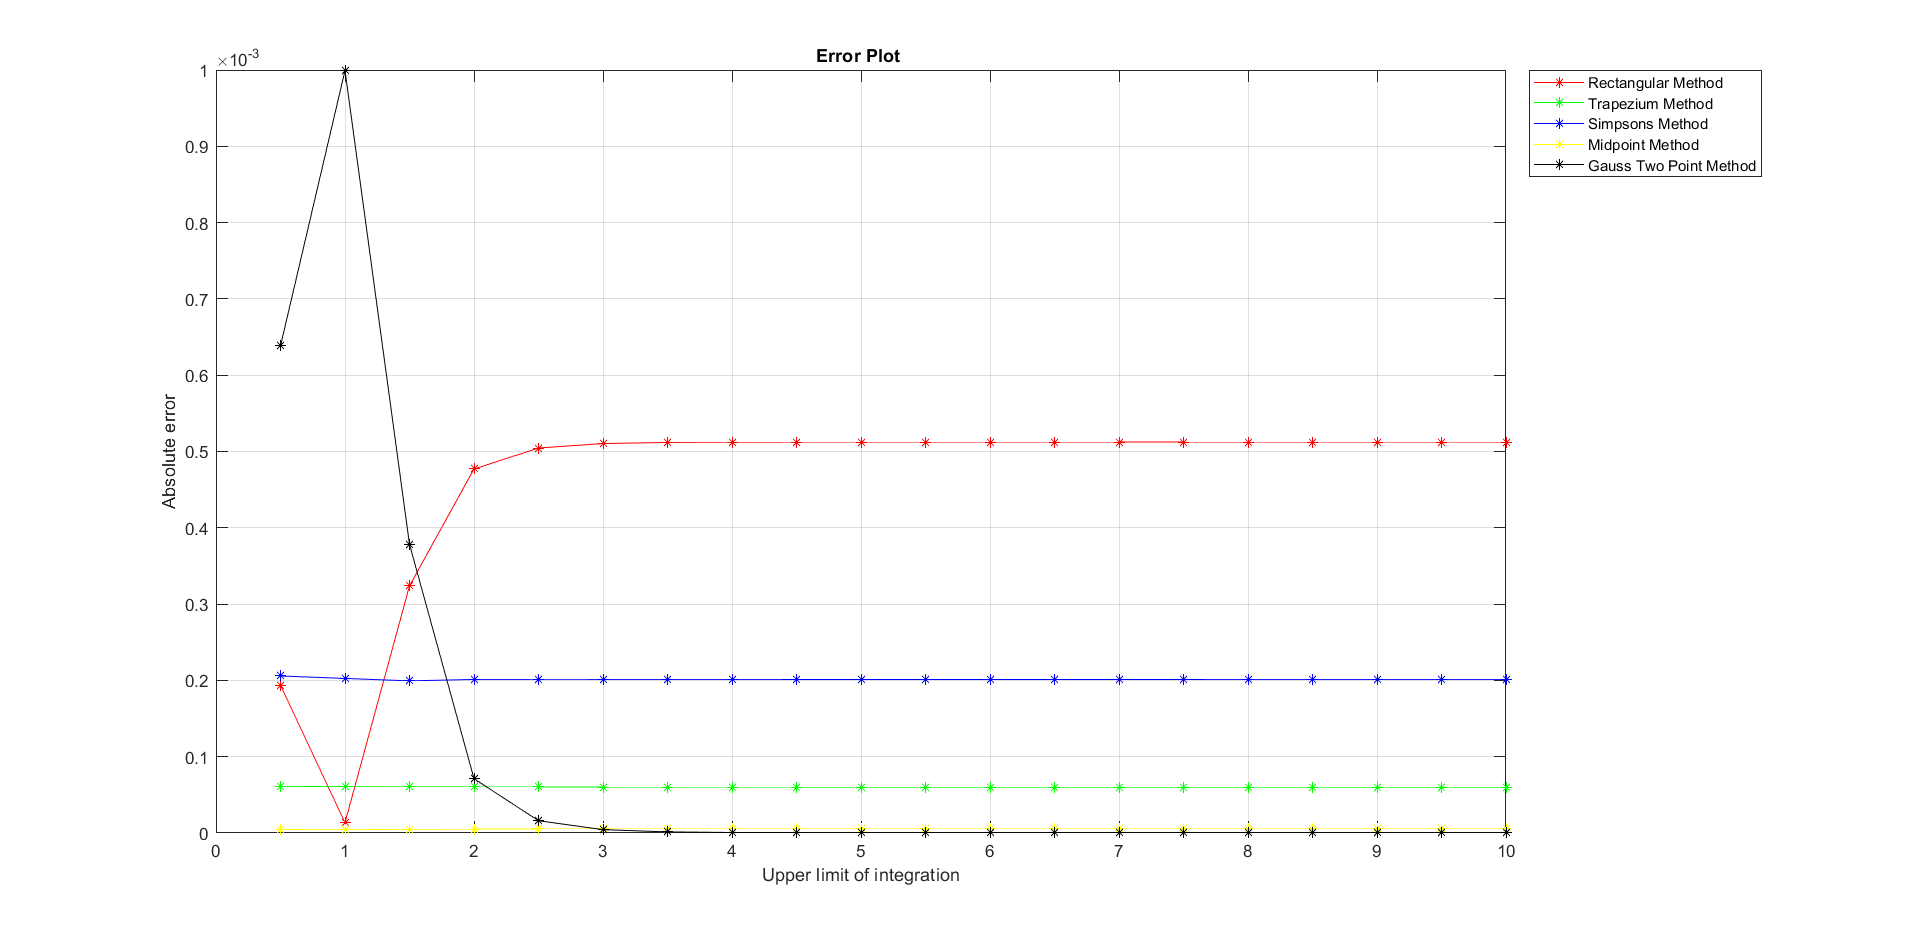 Error Plot
×10-3
1
0.9
0.8
0.7
0.6
0.5
0.4
0.3
0.2
0.1
0
Absolute error
0 1 2 3 4 5 6 7 8 9 10
Upper limit of integration
Rectangular Method
Trapezium Method
Simpsons Method
Midpoint Method
Gauss Two Point Method